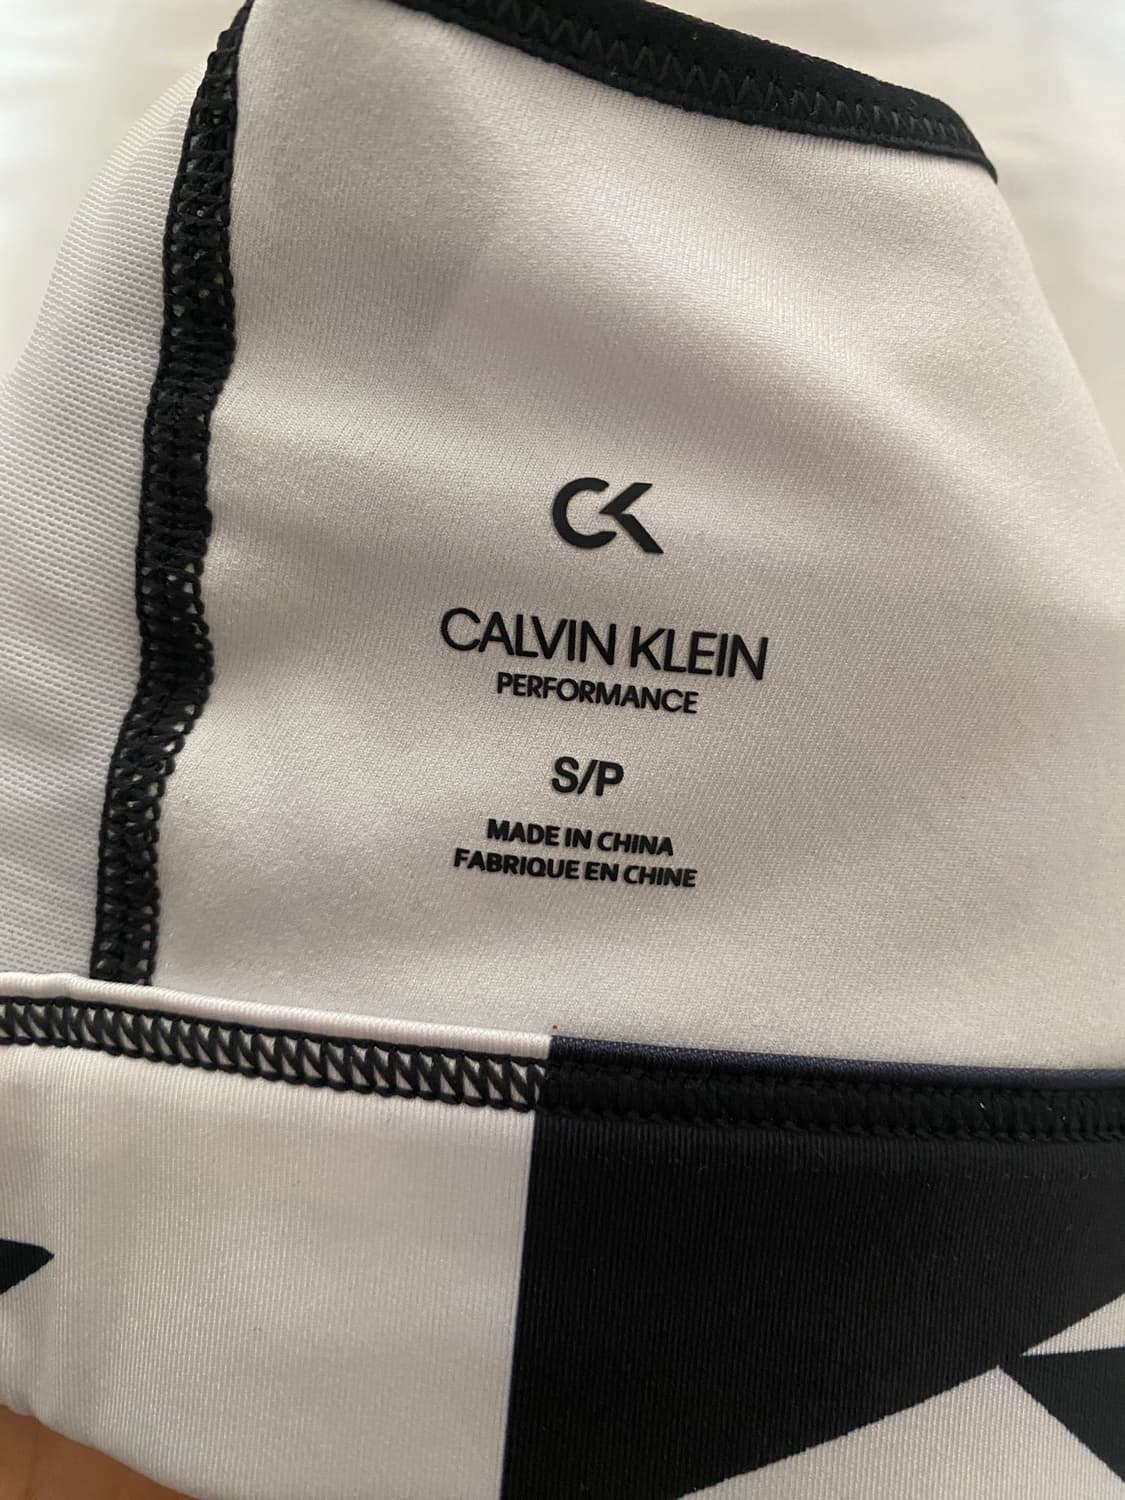 CK
CALVIN KLEIN
PERFORMANCE
S/P
MADE IN CHINA
FABRIQUE EN CHINE